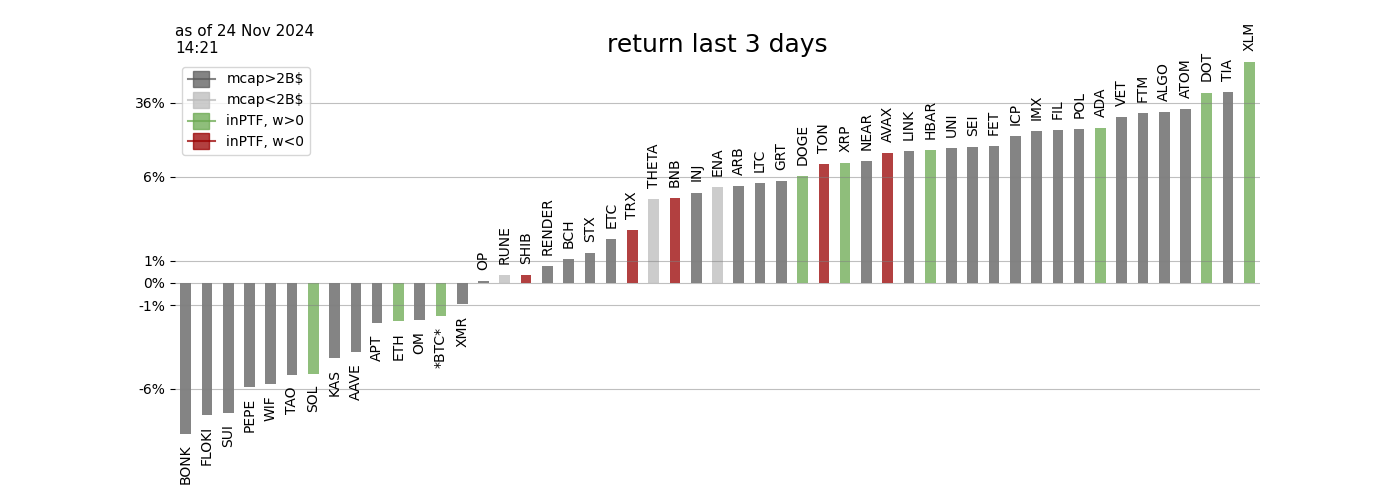 as of 24 Nov 2024
14:21
return last 3 days
mcap>2B$
mcap<2B$
inPTF, w>0
inPTF, w<0
36%
6%
1%
0%
-1%
-6%
BONK
FLOKI
SUI
PEPE
WIF
TAO
SOL
KAS
AAVE
APT
ETH
OM
*BTC*
XMR
OP
RUNE
SHIB
RENDER
BCH
STX
ETC
TRX
THETA
BNB
INJ
ENA
ARB
LTC
GRT
DOGE
TON
XRP
NEAR
AVAX
LINK
HBAR
UNI
SEI
FET
ICP
IMX
FIL
POL
ADA
VET
FTM
ALGO
ATOM
DOT
TIA
XLM